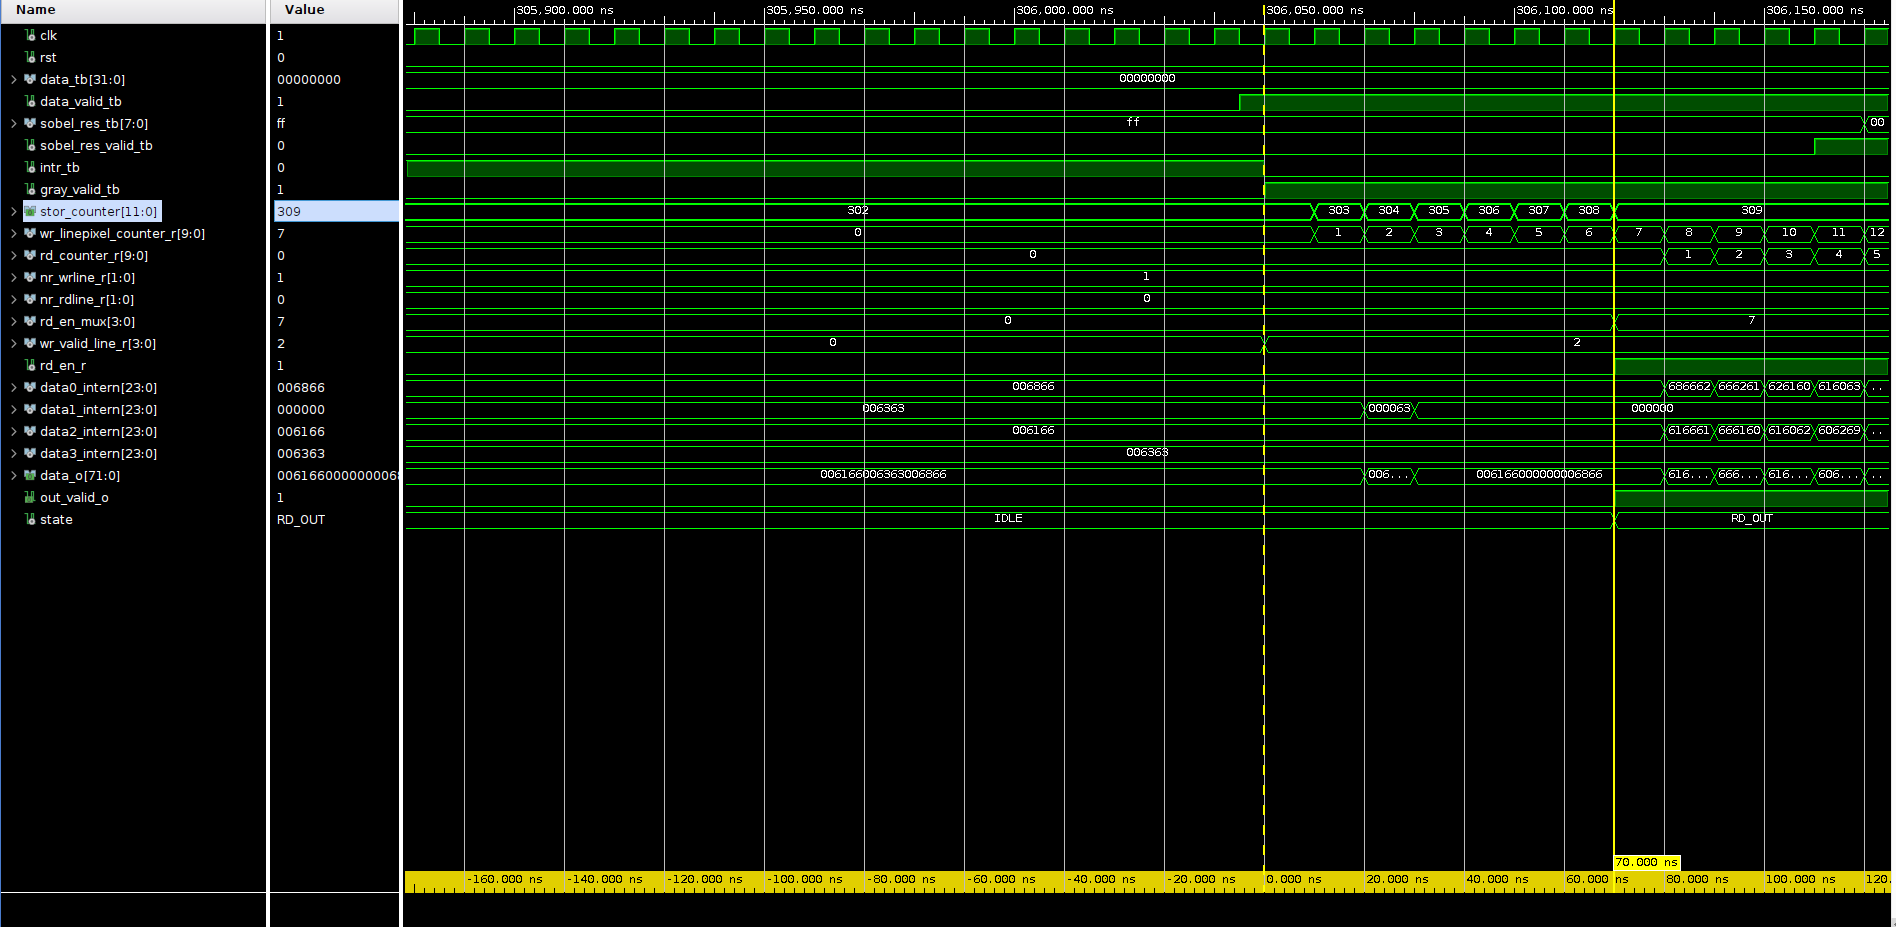 Name Value 305,900.000 ns 305,950.000 ns 306,000.000 ns 306,050.000 ns 306,100.000 ns 306,150.000 ns
clk 1
rst 0
data_tb[31:0] 00000000 00000000
data_valid_tb 1
sobel_res_tb[7:0] ff ff 00
sobel_res_valid_tb 0
intr_tb 0
gray_valid_tb 1
stor_counter[11:0] 309 302 303 304 305 306 307 308 309
wr_linepixel_counter_r[9:0] 7 0 1 2 3 4 5 6 7 8 9 10 11 12
rd_counter_r[9:0] 0 0 1 2 3 4 5
nr_wrline_r[1:0] 1 1
nr_rdline_r[1:0] 0 0
rd_en_mux[3:0] 7 0 7
wr_valid_line_r[3:0] 2 0 2
rd_en_r 1
data0_intern[23:0] 006866 006866 686662 666261 626160 616063 ..
data1_intern[23:0] 000000 006363 000063 000000
data2_intern[23:0] 006166 006166 616661 666160 616062 606269 ..
data3_intern[23:0] 006363 006363
data_o[71:0] 006166000000006 006166006363006866 006... 006166000000006866 616... 666... 616... 606... ..
out_valid_o 1
state RD_OUT IDLE RD_OUT
70.000 ns
-160.000 ns -140.000 ns -120.000 ns -100.000 ns -80.000 ns -60.000 ns -40.000 ns -20.000 ns 0.000 ns 20.000 ns 40.000 ns 60.000 ns 80.000 ns 100.000 ns 120.